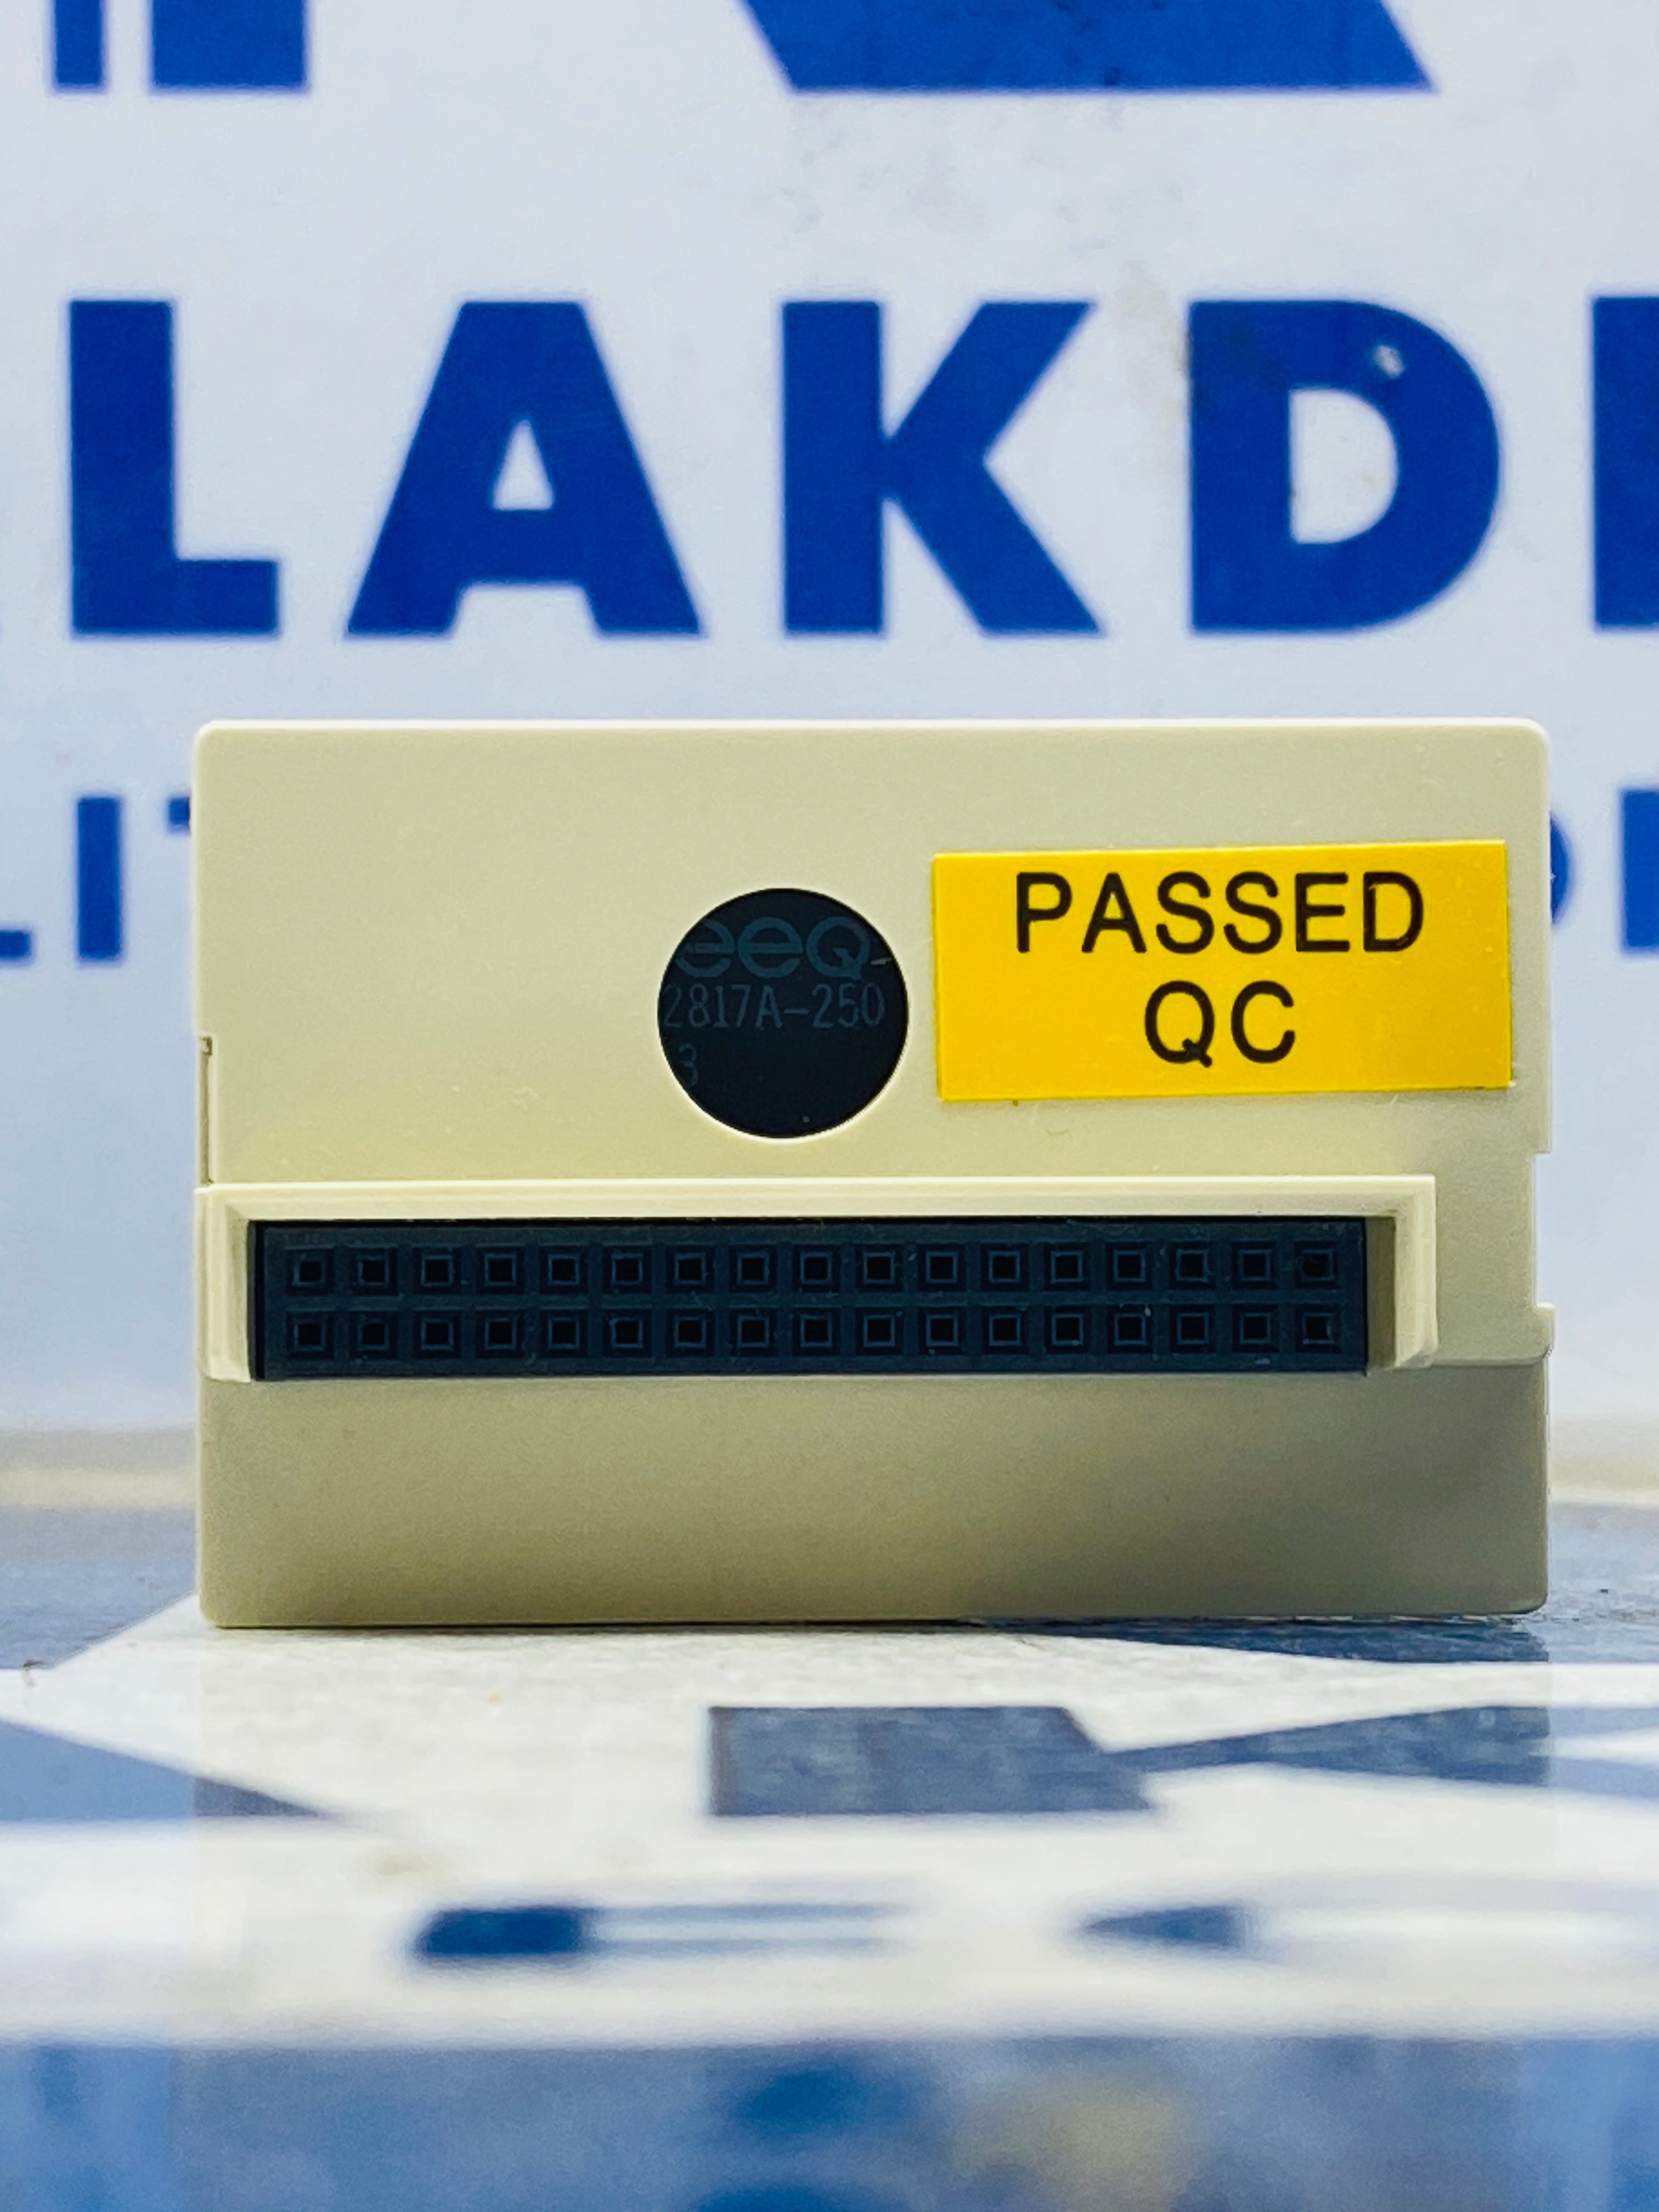 LAKD
PASSED
QC
eeQ
2817A-250
3